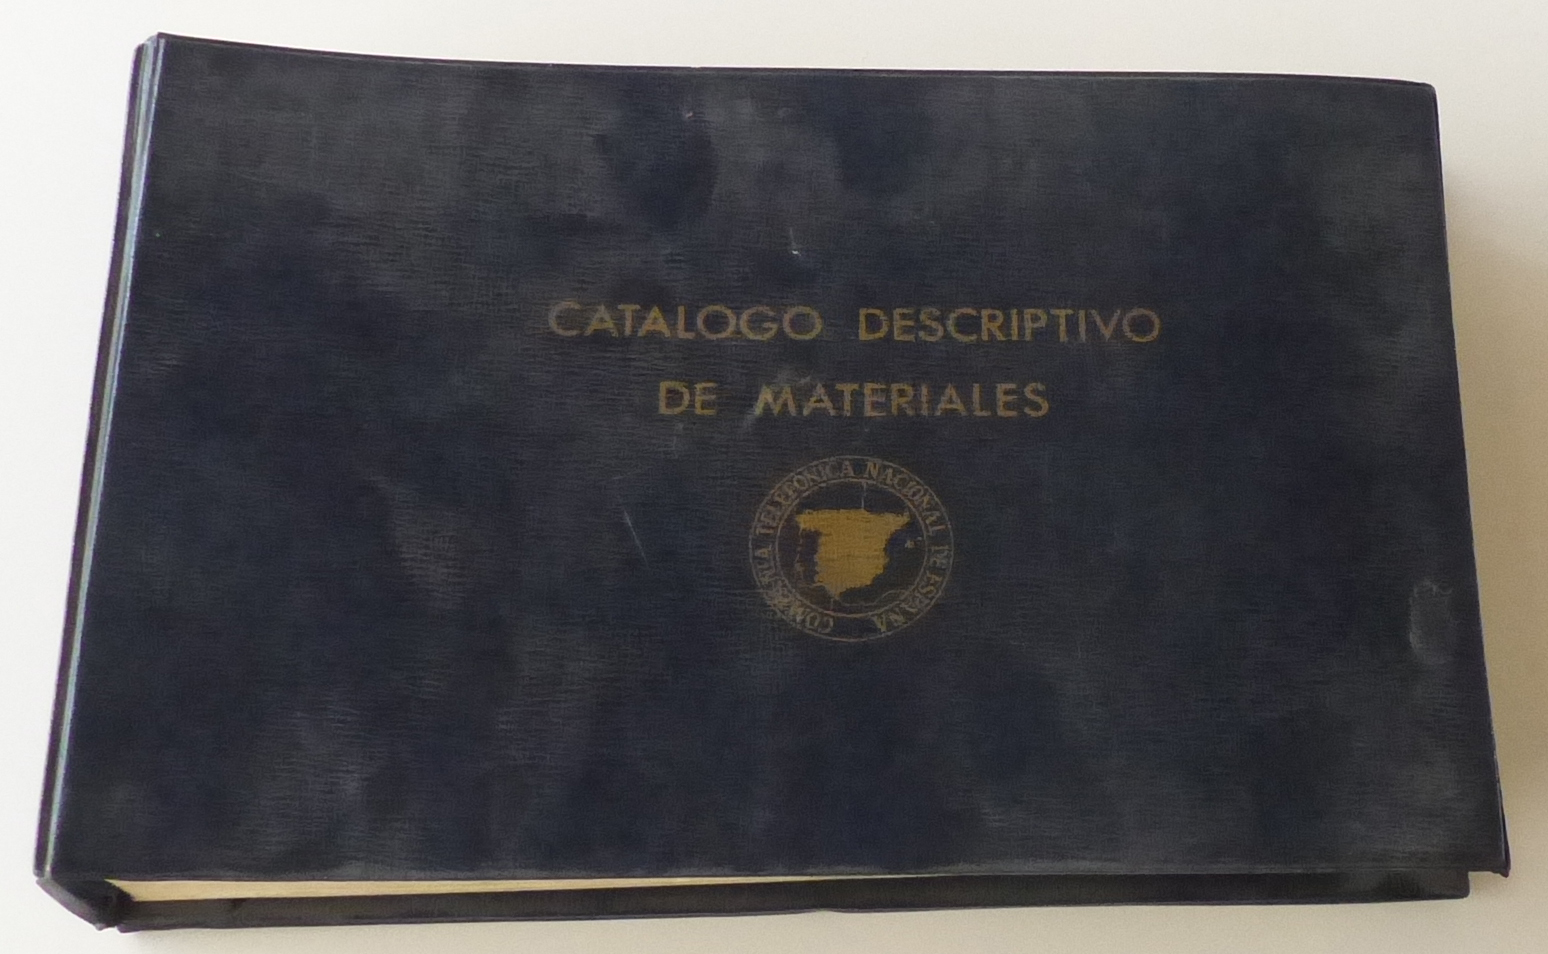 CATALOGO DESCRIPTIVO
DE MATERIALES
COMPAÑIA TELEFONICA NACIONAL DE ESPAÑA